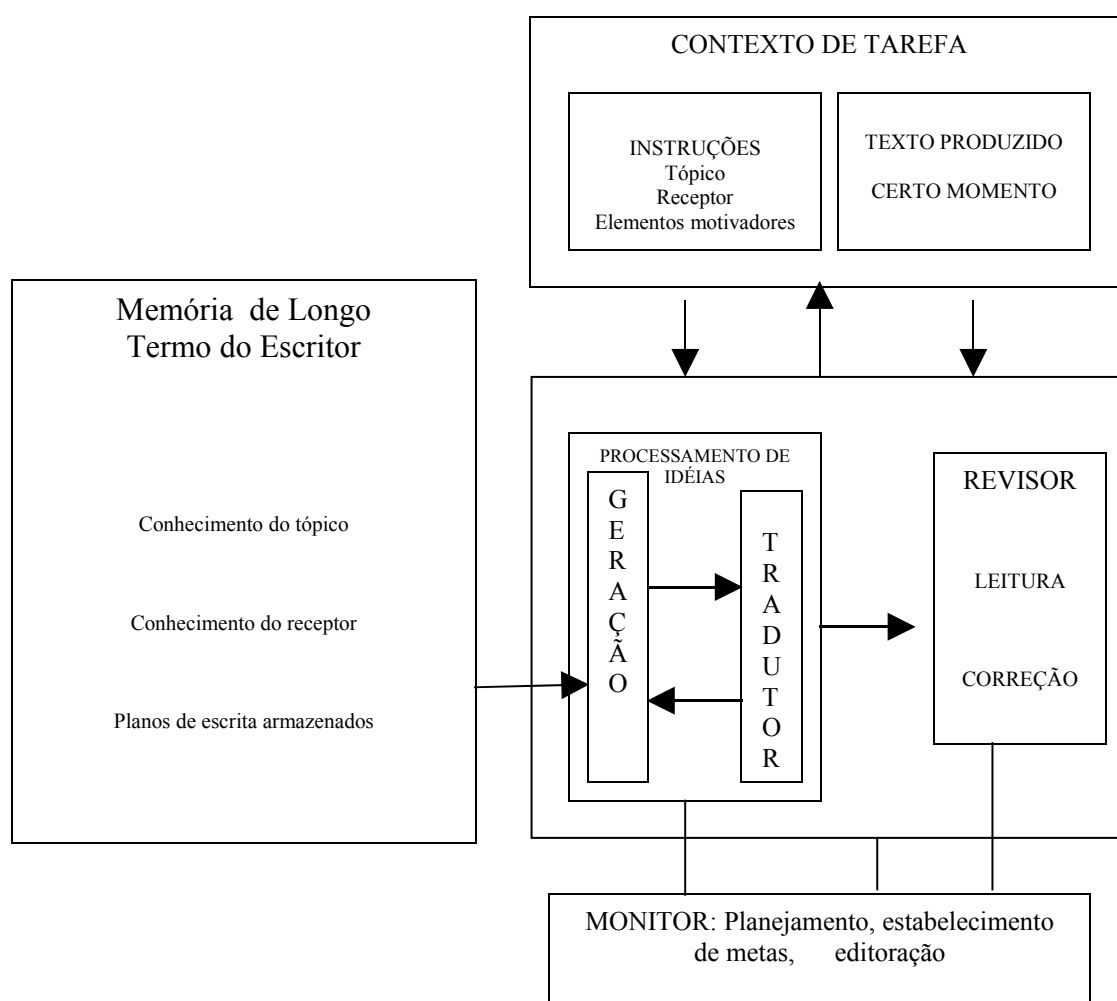 CONTEXTO DE TAREFA
INSTRUÇÕES
Tópico
Receptor
Elementos motivadores
TEXTO PRODUZIDO
CERTO MOMENTO
Memória de Longo
Termo do Escritor
Conhecimento do tópico
Conhecimento do receptor
Planos de escrita armazenados
PROCESSAMENTO DE
IDÉIAS
GERAÇÃO
TRADUTOR
REVISOR
LEITURA
CORREÇÃO
MONITOR: Planejamento, estabelecimento
de metas, editoração